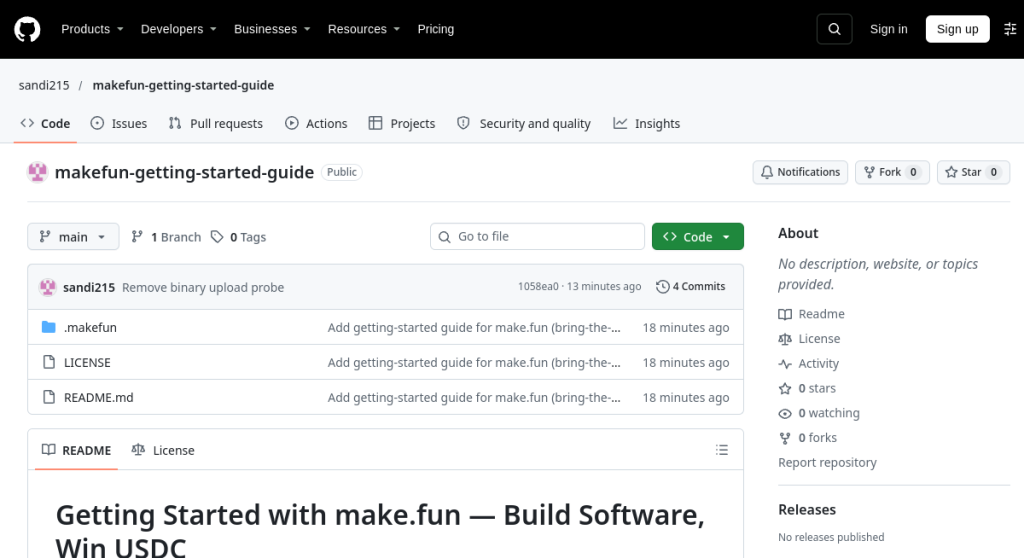 Products Developers Businesses Resources Pricing Sign in Sign up
sandi215 / makefun-getting-started-guide
Code Issues Pull requests Actions Projects Security and quality Insights
makefun-getting-started-guide Public Notifications Fork 0 Star 0
main 1 Branch 0 Tags Go to file Code
sandi215 Remove binary upload probe 1058ea0 · 13 minutes ago 4 Commits
.makefun Add getting-started guide for make.fun (bring-the-... 18 minutes ago
LICENSE Add getting-started guide for make.fun (bring-the-... 18 minutes ago
README.md Add getting-started guide for make.fun (bring-the-... 18 minutes ago
README License
Getting Started with make.fun — Build Software,
Win USDC
About
No description, website, or topics
provided.
Readme
License
Activity
0 stars
0 watching
0 forks
Report repository
Releases
No releases published